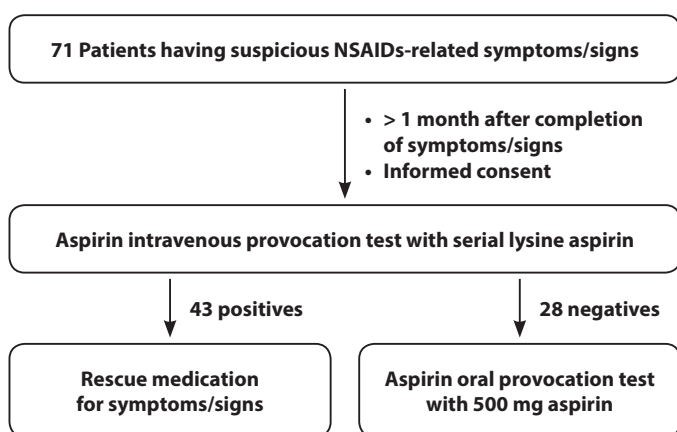 71 Patients having suspicious NSAIDs-related symptoms/signs
• > 1 month after completion
of symptoms/signs
• Informed consent
Aspirin intravenous provocation test with serial lysine aspirin
43 positives
28 negatives
Rescue medication
for symptoms/signs
Aspirin oral provocation test
with 500 mg aspirin